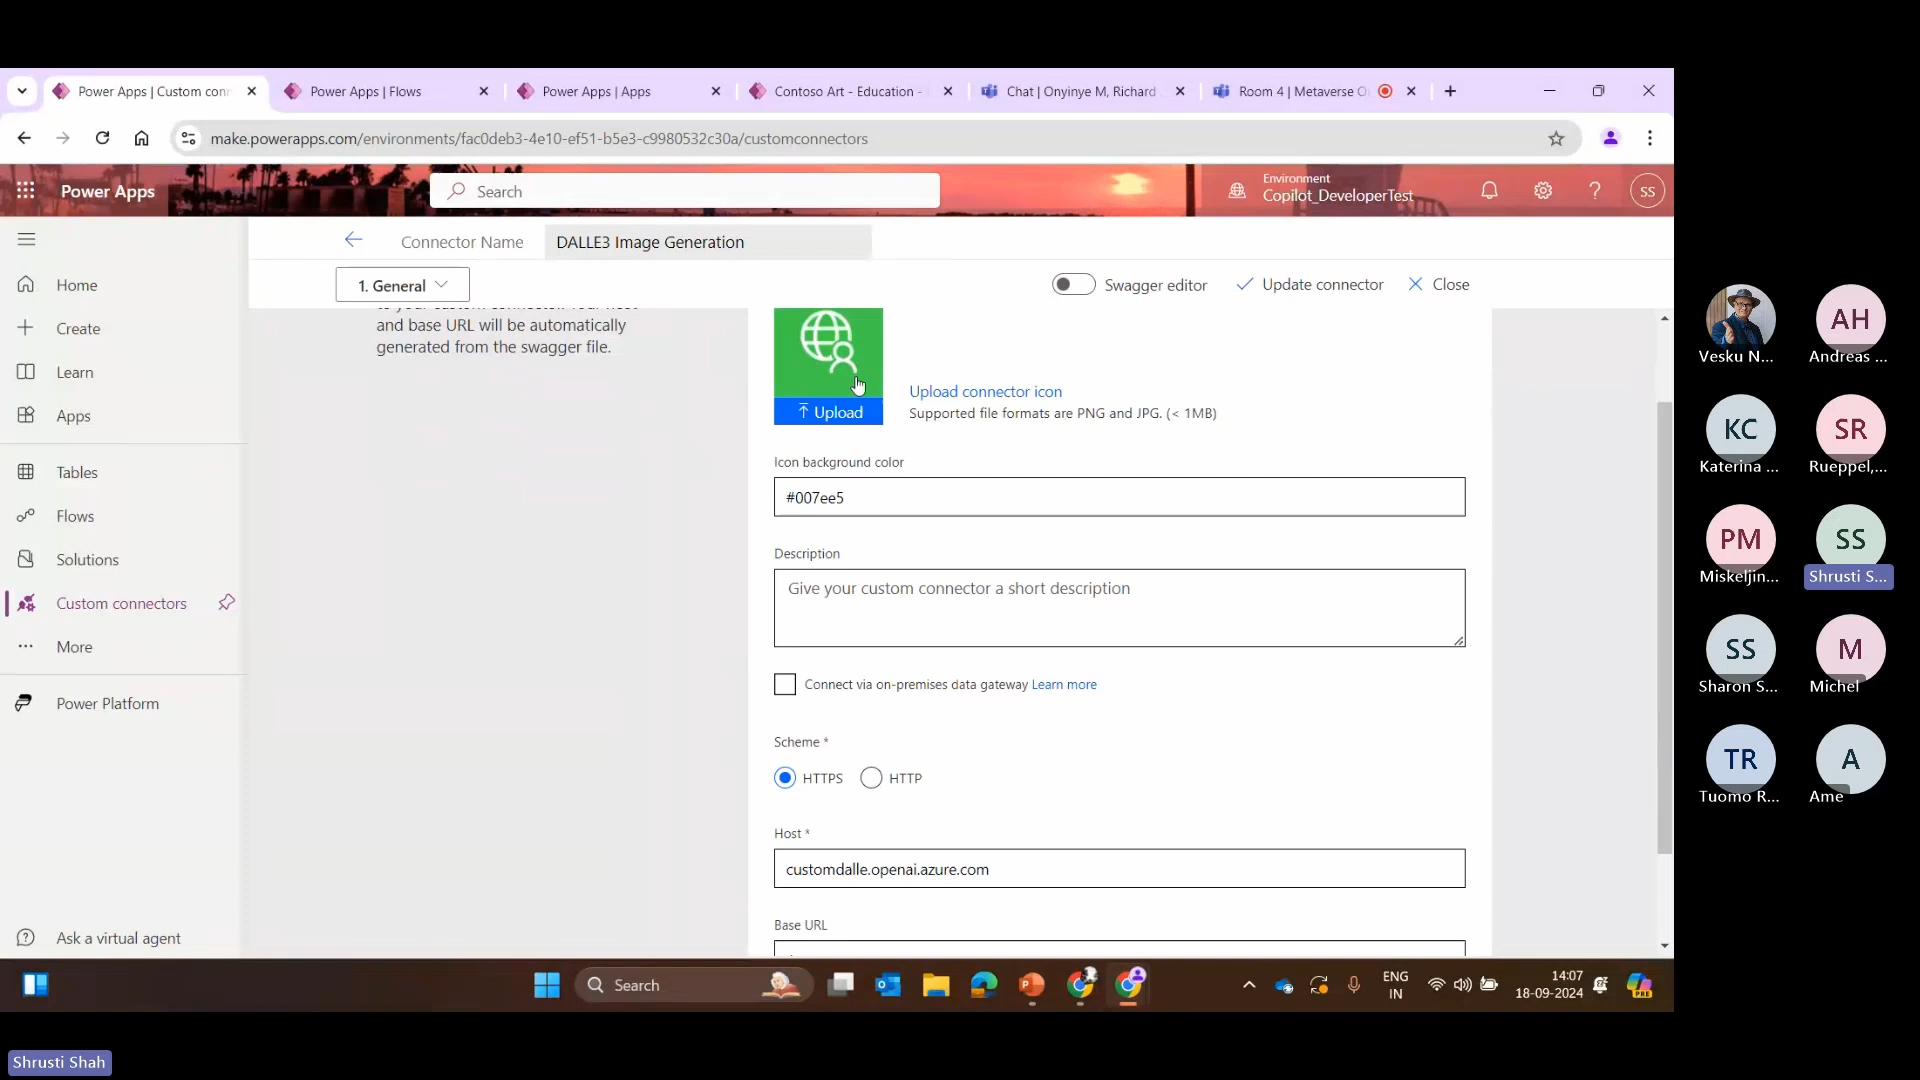 Power Apps | Custom conn
Power Apps | Flows
Power Apps | Apps
Contoso Art - Education -
Chat | Onyinye M, Richard
Room 4 | Metaverse O
make.powerapps.com/environments/fac0deb3-4e10-ef51-b5e3-c9980532c30a/customconnectors
Power Apps
Search
Environment
Copilot_DeveloperTest
SS
Connector Name
DALLE3 Image Generation
1. General
Swagger editor
Update connector
Close
Home
Create
Learn
Apps
Tables
Flows
Solutions
Custom connectors
More
Power Platform
Ask a virtual agent
and base URL will be automatically
generated from the swagger file.
Upload
Upload connector icon
Supported file formats are PNG and JPG. (< 1MB)
Icon background color
#007ee5
Description
Give your custom connector a short description
Connect via on-premises data gateway Learn more
Scheme *
HTTPS
HTTP
Host *
customdalle.openai.azure.com
Base URL
Search
ENG
IN
14:07
18-09-2024
PRE
Vesku N...
AH
Andreas ...
KC
Katerina ...
SR
Rueppel,...
PM
Miskeljin...
SS
Shrusti S...
SS
Sharon S...
M
Michel
TR
Tuomo R...
A
Ame
Shrusti Shah